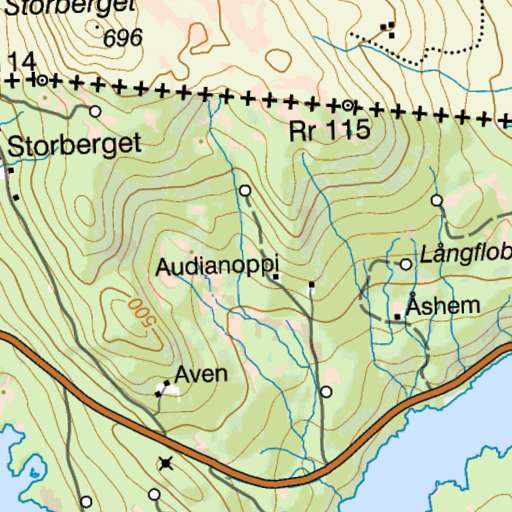 Storberget
696
14
Rr 115
Storberget
Långflob
Audianoppi
Åshem
500
Aven